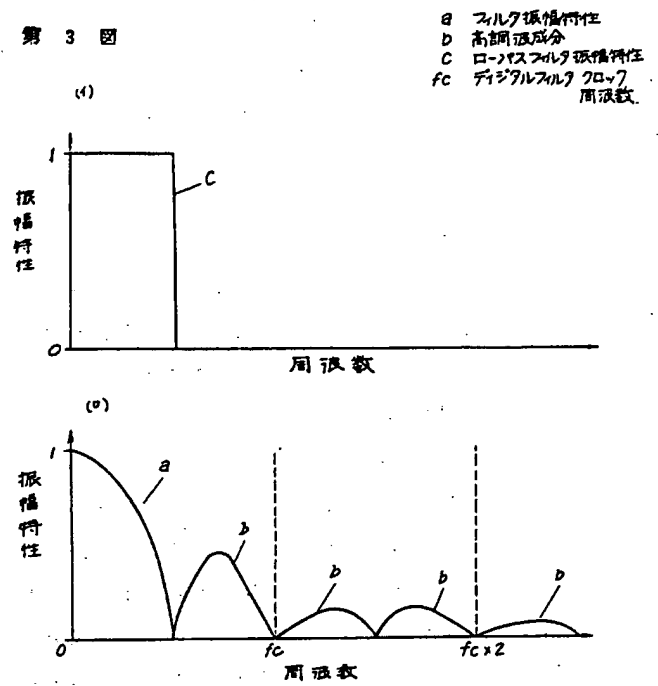 第 3 図
a フィルタ振幅特性
b 高調波成分
c ローパスフィルタ振幅特性
fc ディジタルフィルタ クロック
周波数
(イ)
1
振幅特性
c
0
周波数
(ロ)
1
振幅特性
a
b
b
b
b
0
fc
fc×2
周波数